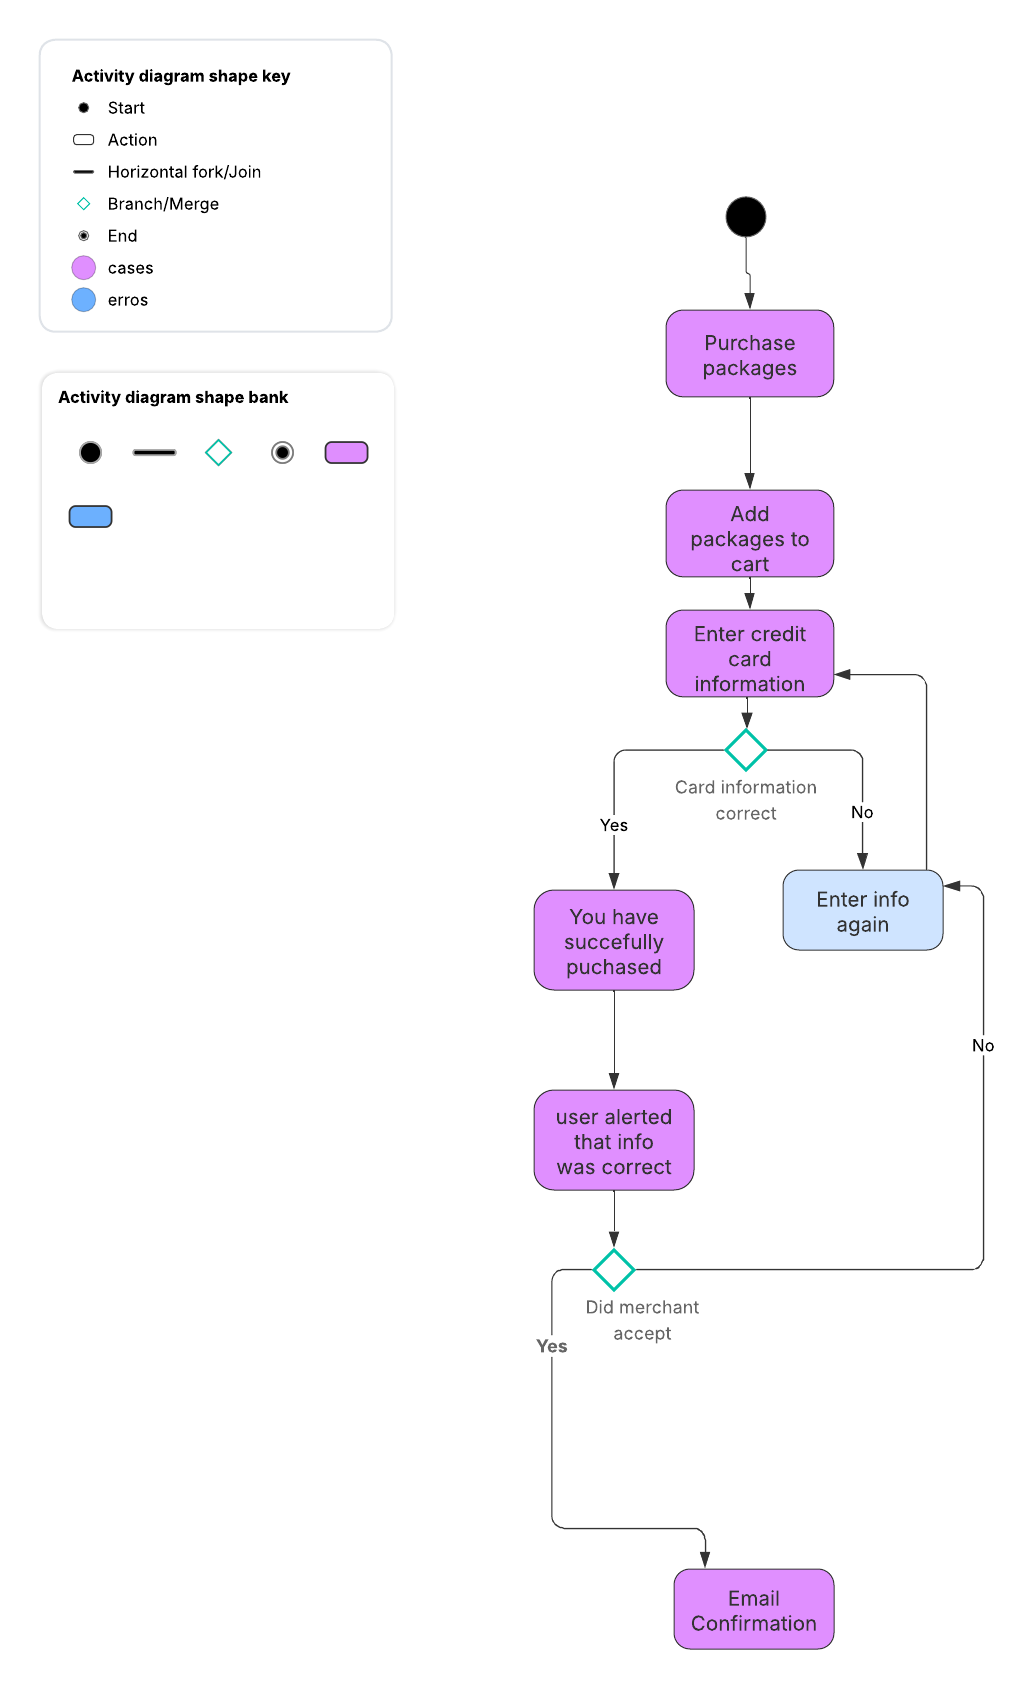 Activity diagram shape key
Start
Action
Horizontal fork/Join
Branch/Merge
End
cases
erros
Activity diagram shape bank
Purchase
packages
Add
packages to
cart
Enter credit
card
information
Card information
correct
Yes
No
You have
succefully
puchased
Enter info
again
No
user alerted
that info
was correct
Did merchant
accept
Yes
Email
Confirmation